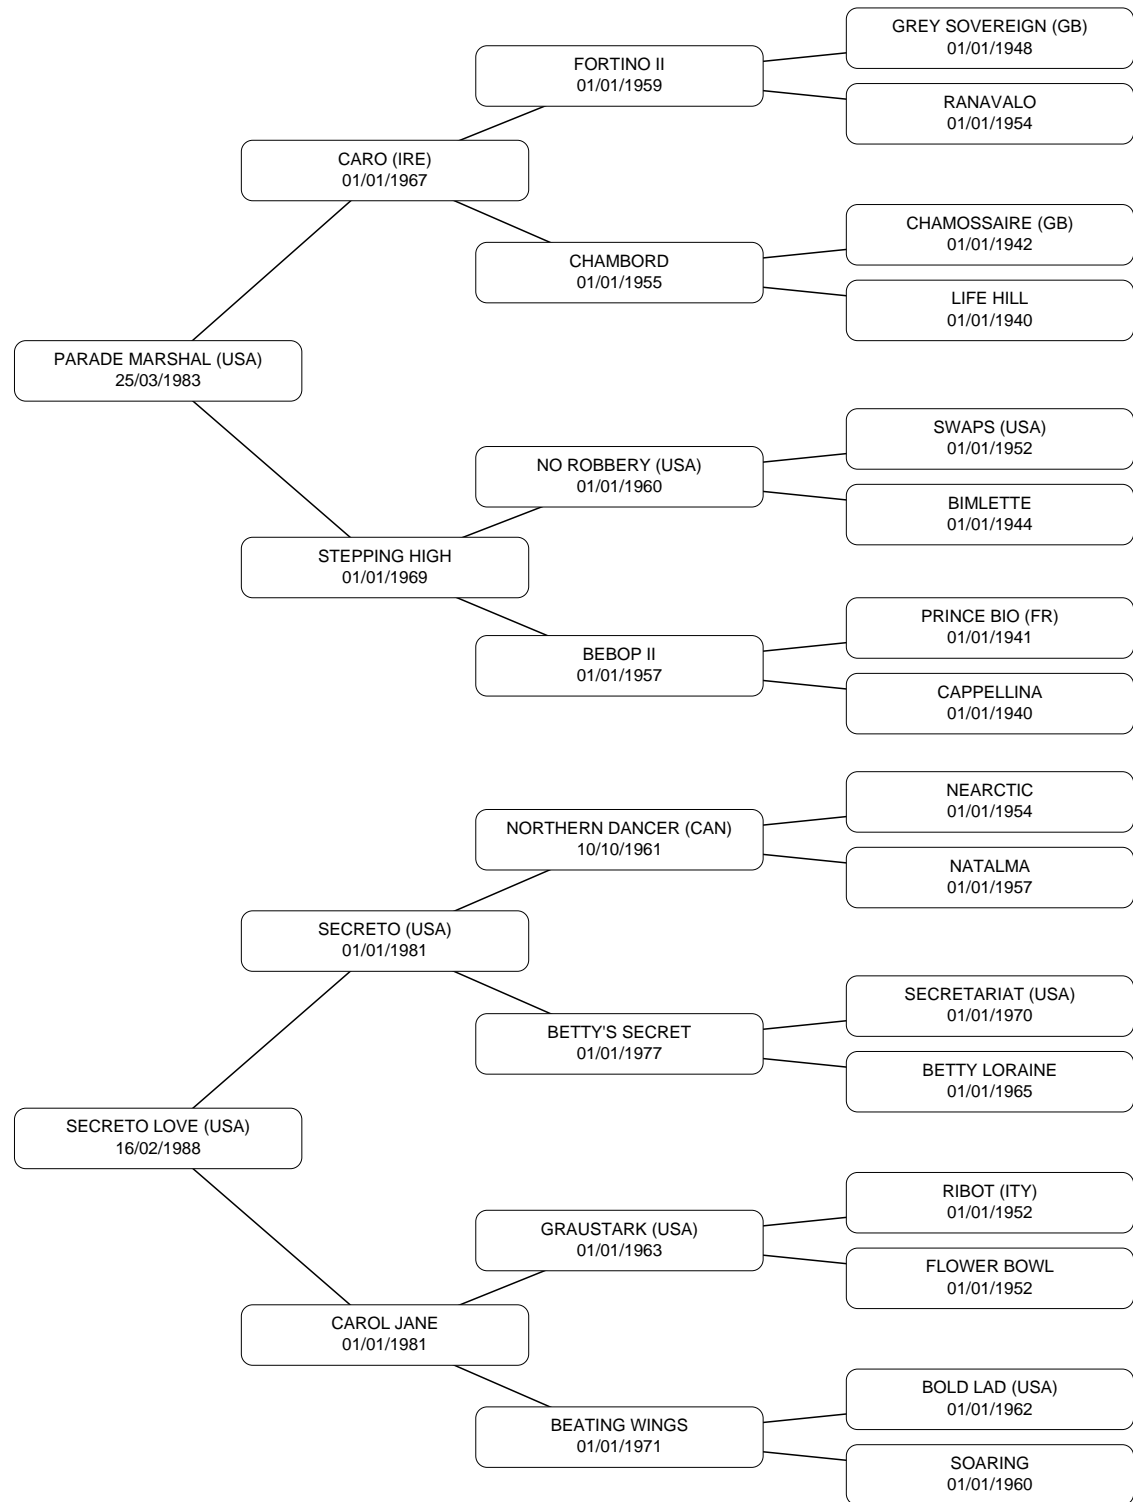 GREY SOVEREIGN (GB)
01/01/1948
FORTINO II
01/01/1959
RANAVALO
01/01/1954
CARO (IRE)
01/01/1967
CHAMOSSAIRE (GB)
01/01/1942
CHAMBORD
01/01/1955
LIFE HILL
01/01/1940
PARADE MARSHAL (USA)
25/03/1983
SWAPS (USA)
01/01/1952
NO ROBBERY (USA)
01/01/1960
BIMLETTE
01/01/1944
STEPPING HIGH
01/01/1969
PRINCE BIO (FR)
01/01/1941
BEBOP II
01/01/1957
CAPPELLINA
01/01/1940
NEARCTIC
01/01/1954
NORTHERN DANCER (CAN)
10/10/1961
NATALMA
01/01/1957
SECRETO (USA)
01/01/1981
SECRETARIAT (USA)
01/01/1970
BETTY'S SECRET
01/01/1977
BETTY LORAINE
01/01/1965
SECRETO LOVE (USA)
16/02/1988
RIBOT (ITY)
01/01/1952
GRAUSTARK (USA)
01/01/1963
FLOWER BOWL
01/01/1952
CAROL JANE
01/01/1981
BOLD LAD (USA)
01/01/1962
BEATING WINGS
01/01/1971
SOARING
01/01/1960